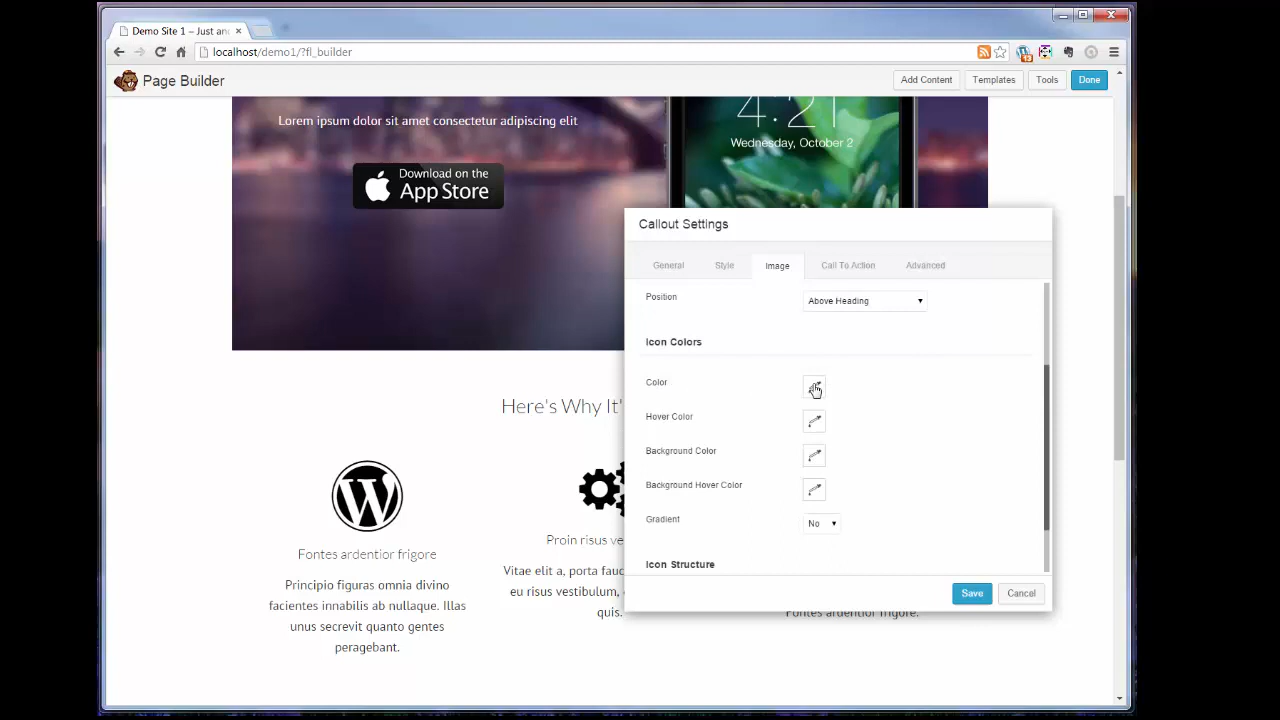 Demo Site 1 – Just and
localhost/demo1/?fl_builder
13
Page Builder
Add Content
Templates
Tools
Done
Lorem ipsum dolor sit amet consectetur adipiscing elit
Download on the
App Store
4:21
Wednesday, October 2
Callout Settings
General
Style
Image
Call To Action
Advanced
Position
Above Heading
Icon Colors
Color
Hover Color
Background Color
Background Hover Color
Gradient
No
Icon Structure
Save
Cancel
Here's Why It'
Fontes ardentior frigore
Principio figuras omnia divino
facientes innabilis ab nullaque. Illas
unus secrevit quanto gentes
peragebant.
Proin risus ve
Vitae elit a, porta fauc
eu risus vestibulum,
quis.
Fontes ardentior frigore.